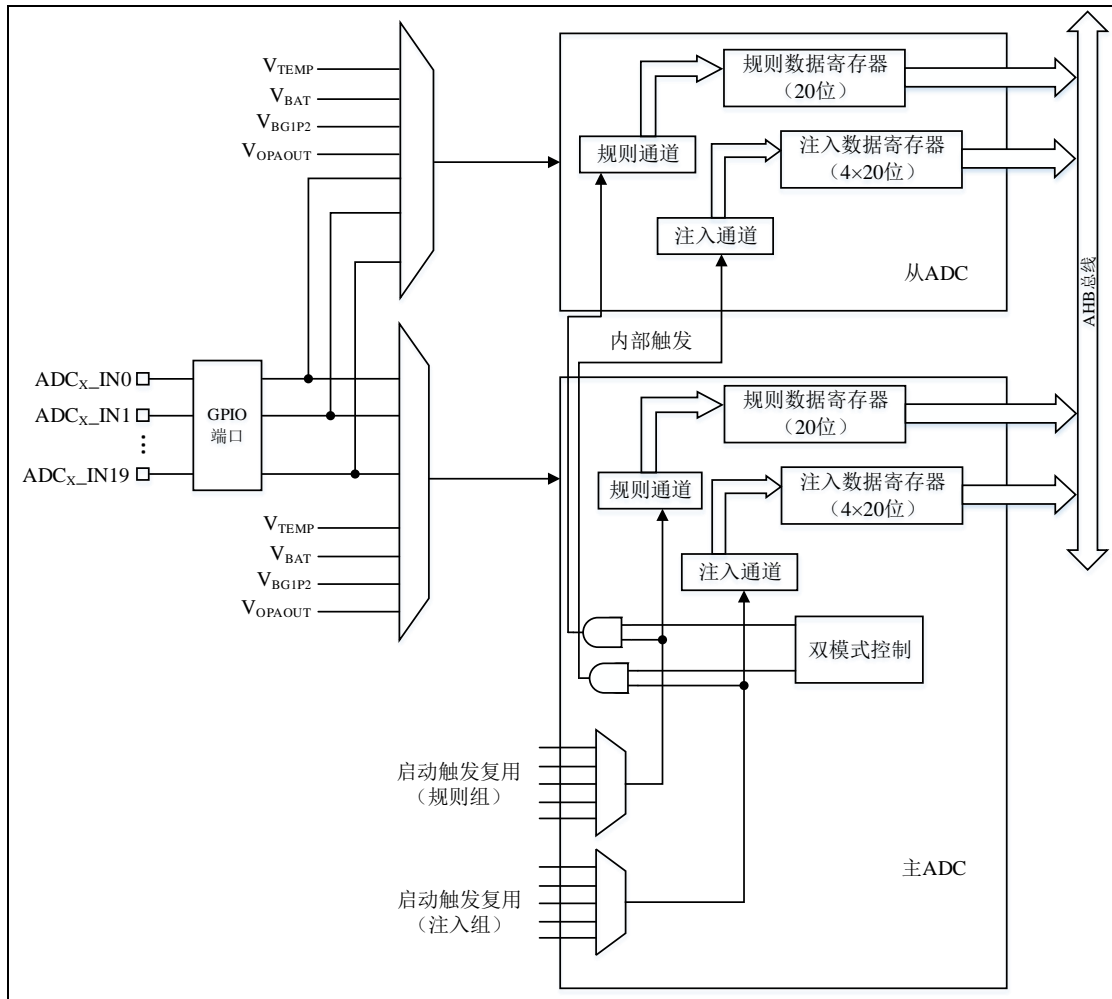 V_TEMP
V_BAT
V_BG1P2
V_OPAOUT
规则数据寄存器
（20位）
规则通道
注入数据寄存器
（4×20位）
注入通道
从ADC
AHB总线
内部触发
ADC_X_IN0
ADC_X_IN1
⋮
ADC_X_IN19
GPIO
端口
规则数据寄存器
（20位）
规则通道
注入数据寄存器
（4×20位）
注入通道
V_TEMP
V_BAT
V_BG1P2
V_OPAOUT
双模式控制
启动触发复用
（规则组）
启动触发复用
（注入组）
主ADC